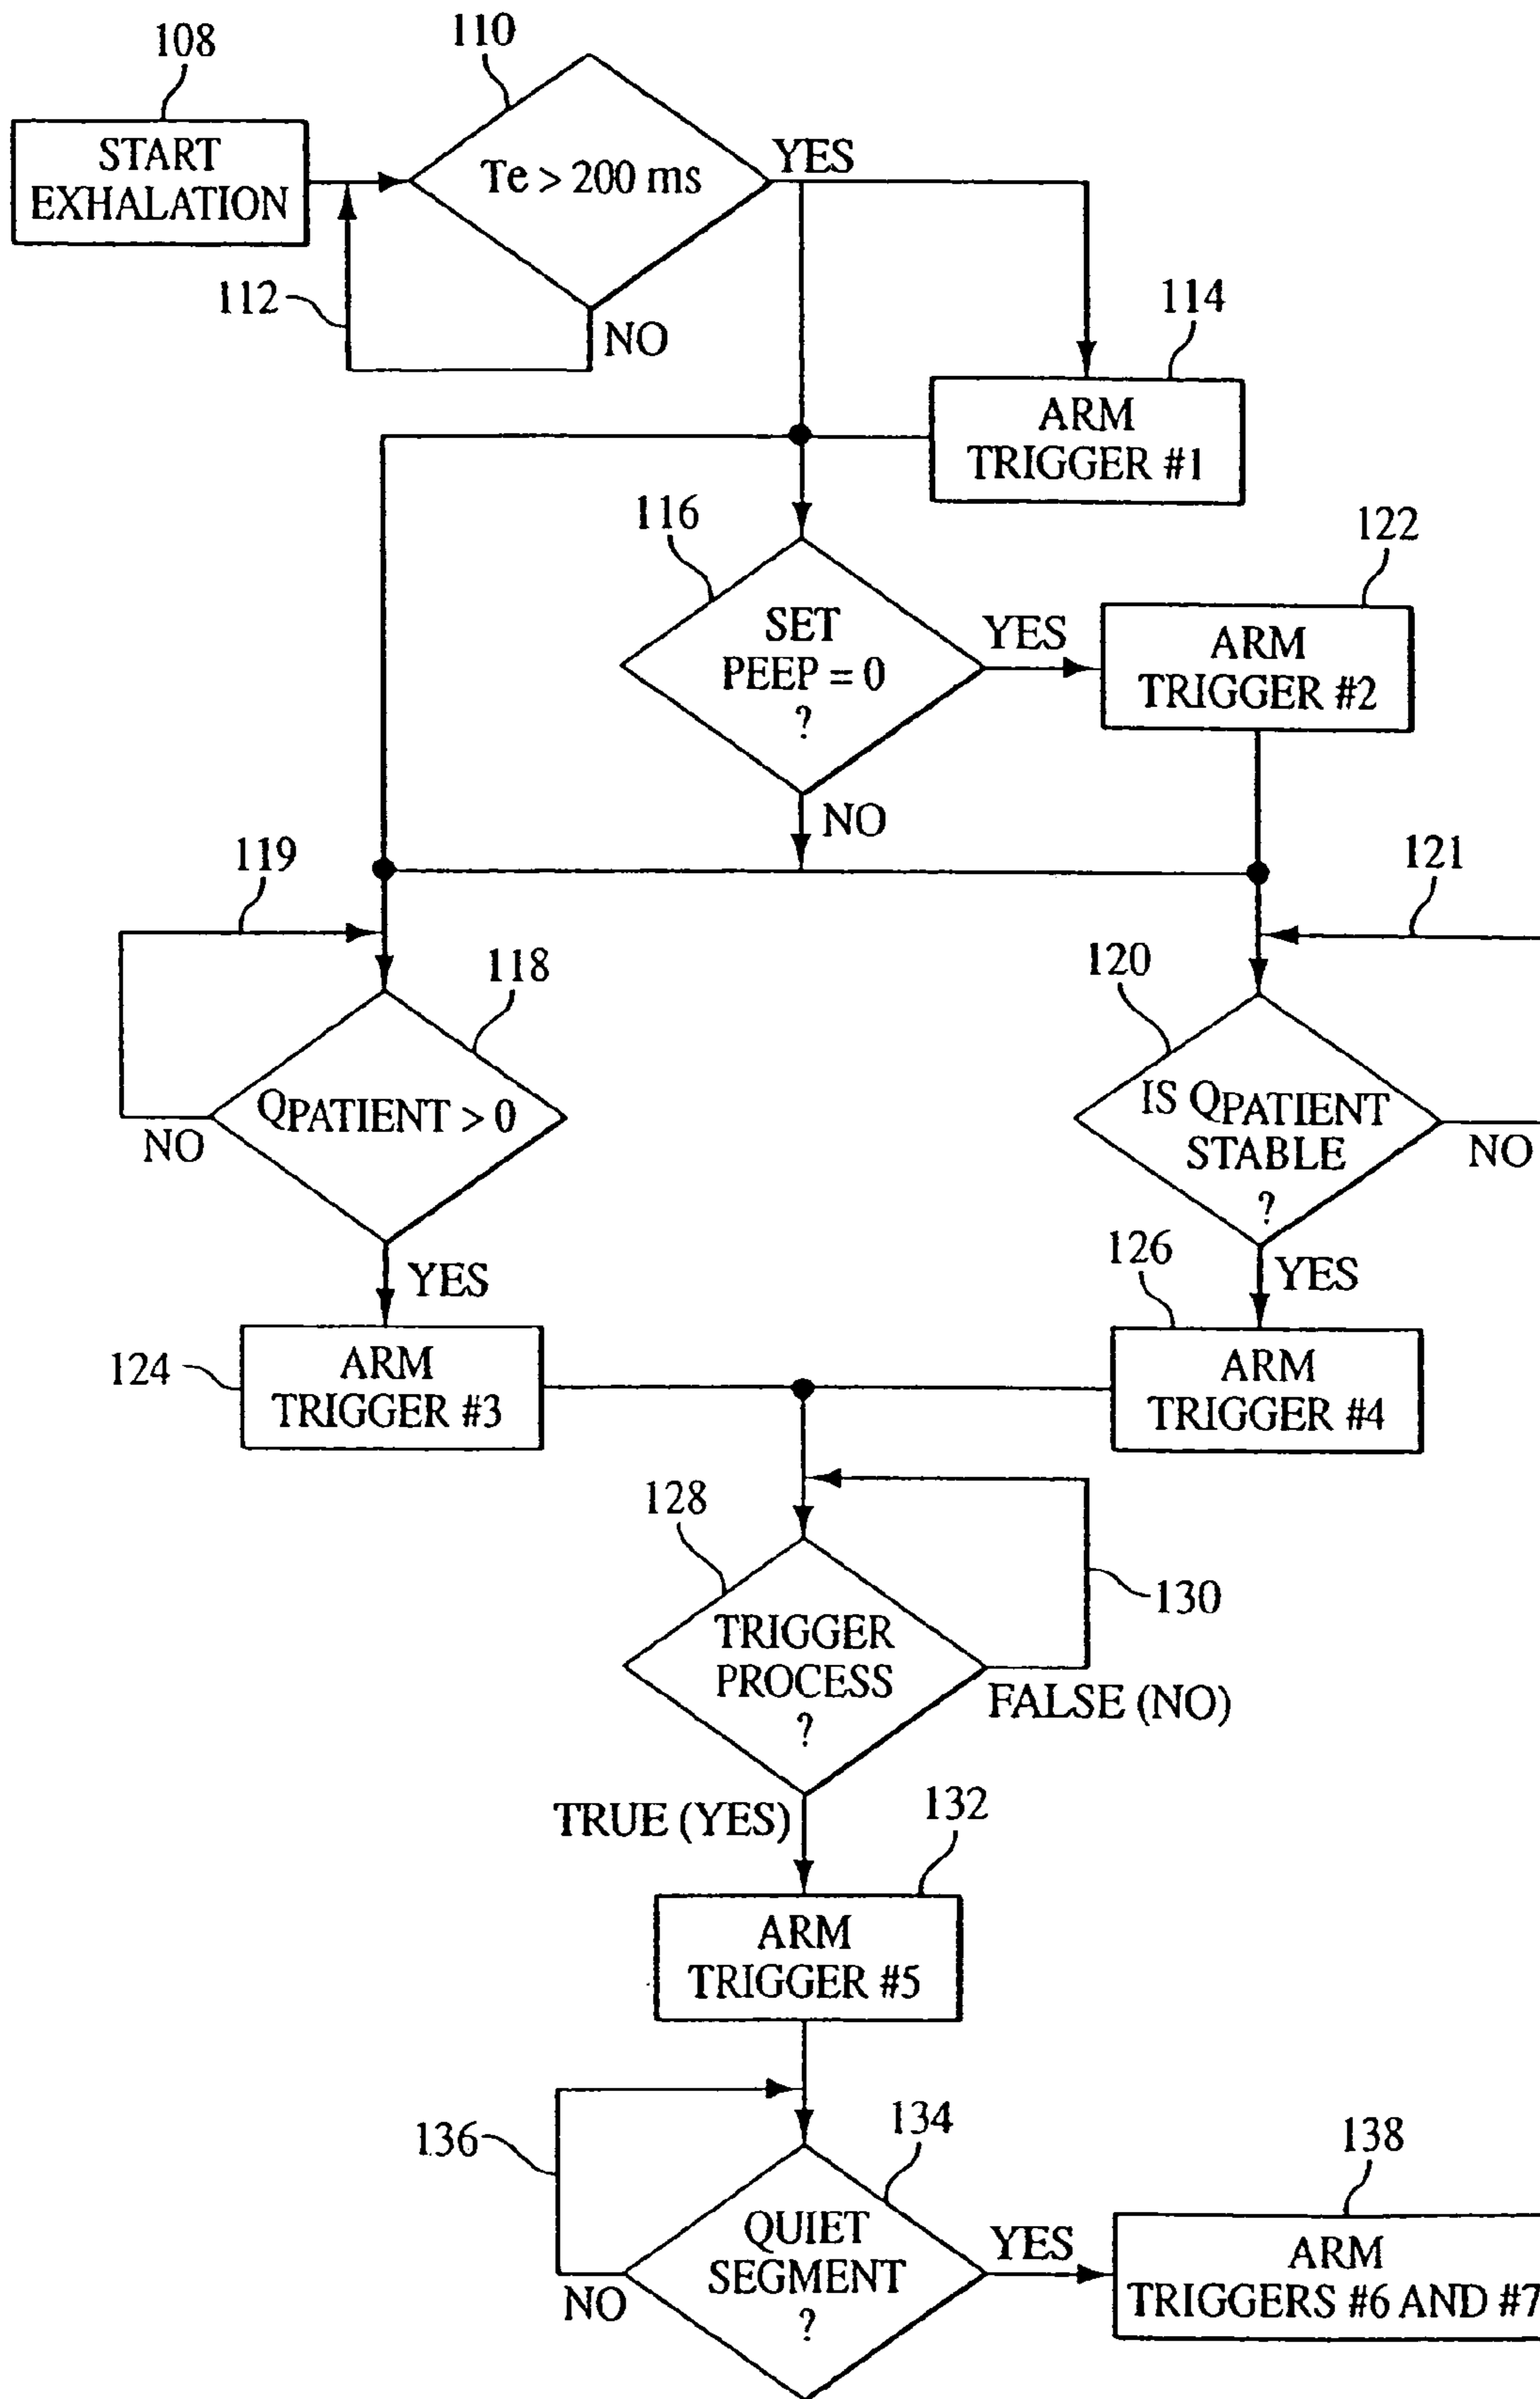 108
110
START
EXHALATION
Te > 200 ms
YES
112
NO
114
ARM
TRIGGER #1
116
122
SET
PEEP = 0
?
YES
ARM
TRIGGER #2
NO
119
121
118
120
QPATIENT > 0
NO
IS QPATIENT
STABLE
?
NO
YES
126
YES
124
ARM
TRIGGER #3
ARM
TRIGGER #4
128
130
TRIGGER
PROCESS
?
FALSE (NO)
TRUE (YES)
132
ARM
TRIGGER #5
136
134
138
QUIET
SEGMENT
?
YES
NO
ARM
TRIGGERS #6 AND #7